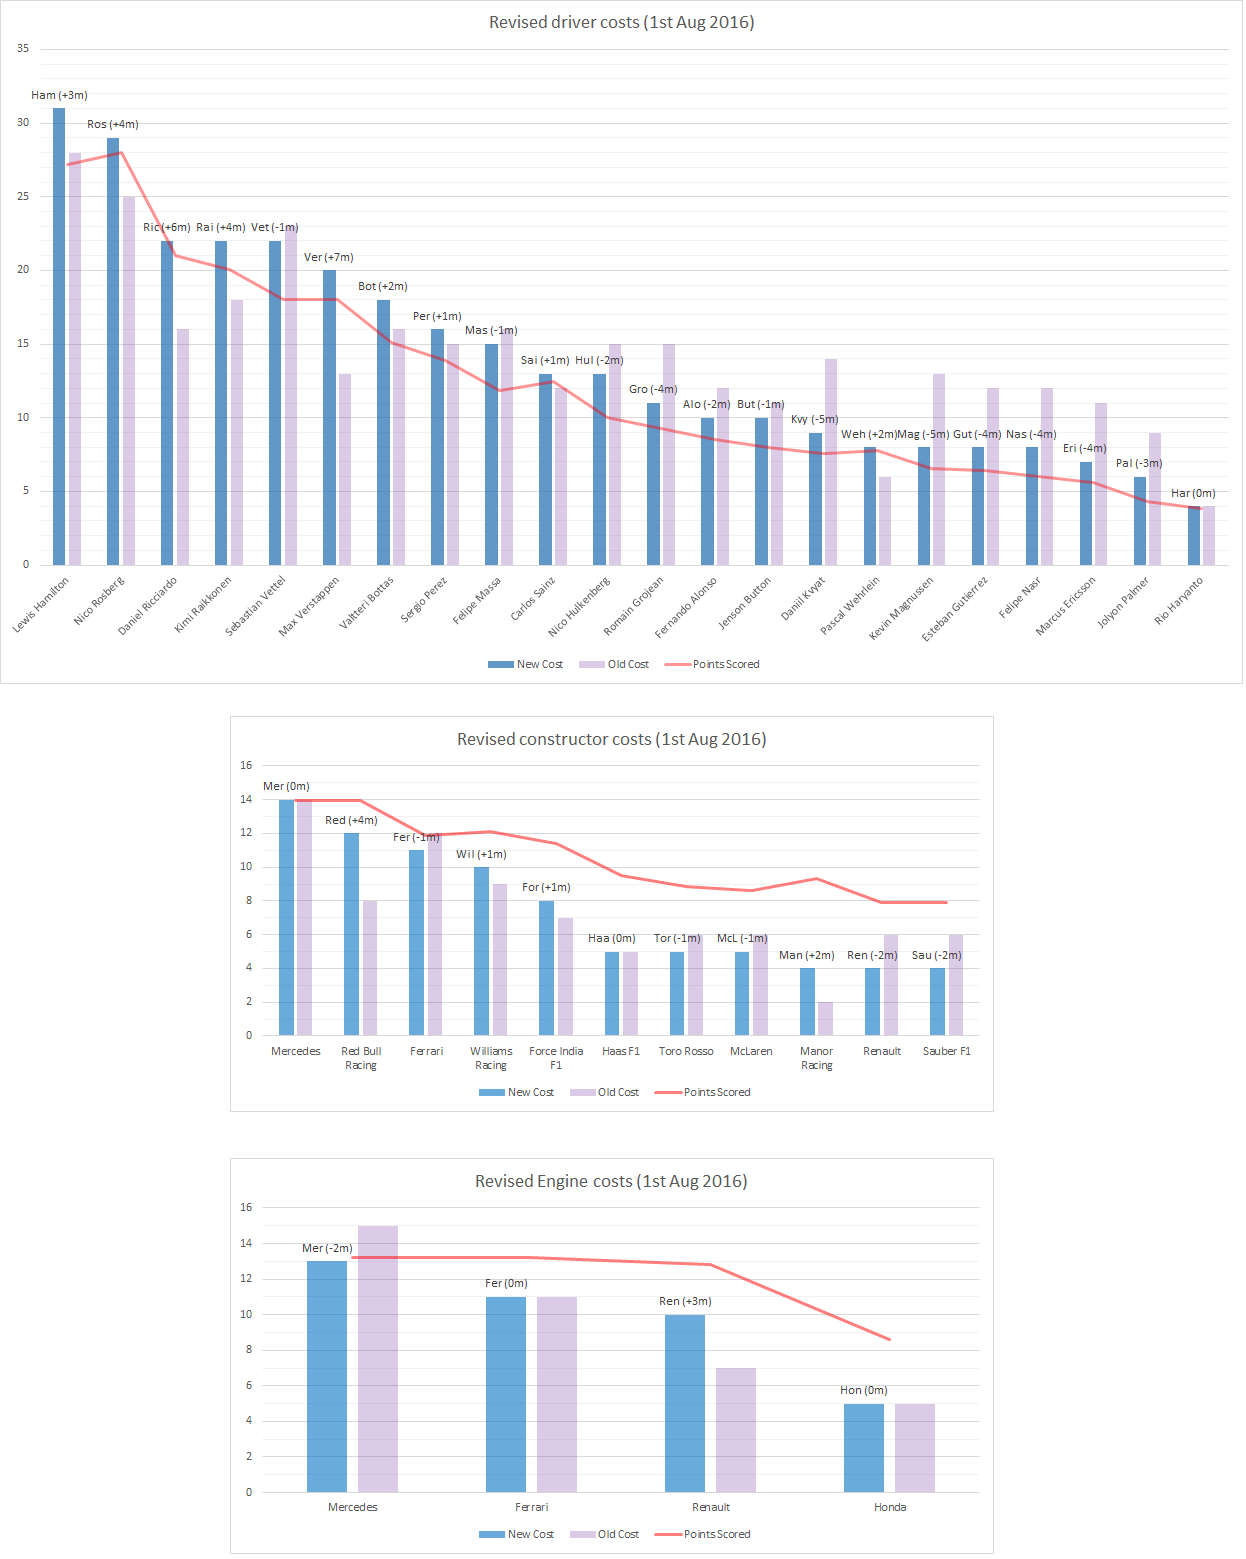 Revised driver costs (1st Aug 2016)
35
30
25
20
15
10
5
0
Ham (+3m)
Ros (+4m)
Ric (+6m)
Rai (+4m)
Vet (-1m)
Ver (+7m)
Bot (+2m)
Per (+1m)
Mas (-1m)
Sai (+1m)
Hul (-2m)
Gro (-4m)
Alo (-2m)
But (-1m)
Kvy (-5m)
Weh (+2m)
Mag (-5m)
Gut (-4m)
Nas (-4m)
Eri (-4m)
Pal (-3m)
Har (0m)
Lewis Hamilton
Nico Rosberg
Daniel Ricciardo
Kimi Raikkonen
Sebastian Vettel
Max Verstappen
Valtteri Bottas
Sergio Perez
Felipe Massa
Carlos Sainz
Nico Hulkenberg
Romain Grojean
Fernando Alonso
Jenson Button
Daniil Kvyat
Pascal Wehrlein
Kevin Magnussen
Esteban Gutierrez
Felipe Nasr
Marcus Ericsson
Jolyon Palmer
Rio Haryanto
New Cost Old Cost Points Scored
Revised constructor costs (1st Aug 2016)
16
14
12
10
8
6
4
2
0
Mer (0m)
Red (+4m)
Fer (-1m)
Wil (+1m)
For (+1m)
Haa (0m)
Tor (-1m)
McL (-1m)
Man (+2m)
Ren (-2m)
Sau (-2m)
Mercedes
Red Bull
Racing
Ferrari
Williams
Racing
Force India
F1
Haas F1
Toro Rosso
McLaren
Manor
Racing
Renault
Sauber F1
New Cost Old Cost Points Scored
Revised Engine costs (1st Aug 2016)
16
14
12
10
8
6
4
2
0
Mer (-2m)
Fer (0m)
Ren (+3m)
Hon (0m)
Mercedes
Ferrari
Renault
Honda
New Cost Old Cost Points Scored